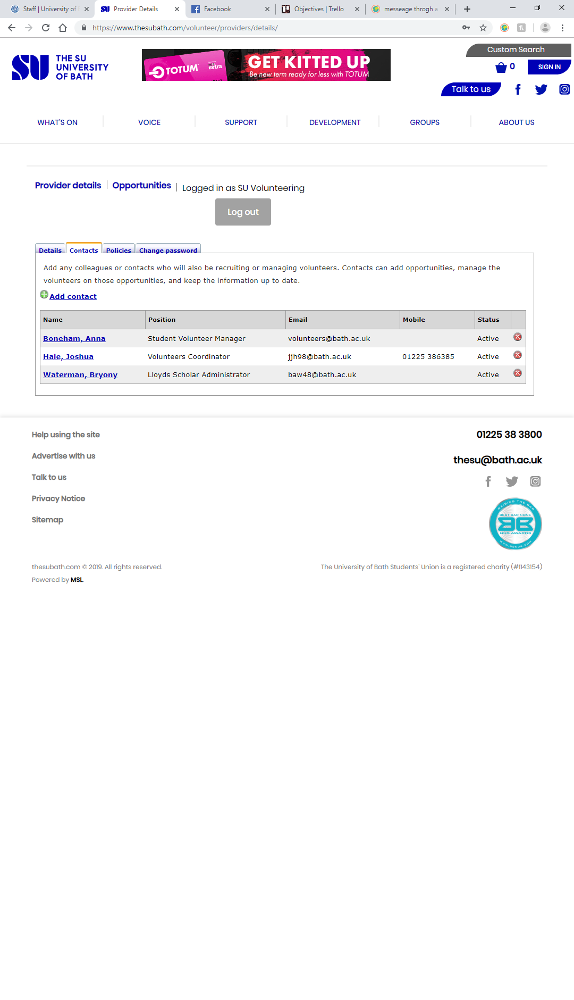 Staff | University of
Provider Details
Facebook
Objectives | Trello
messeage throgh a
https://www.thesubath.com/volunteer/providers/details/
Custom Search
SU THE SU
UNIVERSITY
OF BATH
TOTUM
extra
GET KITTED UP
Be new term ready for less with TOTUM
0
SIGN IN
Talk to us
WHAT'S ON
VOICE
SUPPORT
DEVELOPMENT
GROUPS
ABOUT US
Provider details | Opportunities | Logged in as SU Volunteering
Log out
Details Contacts Policies Change password
Add any colleagues or contacts who will also be recruiting or managing volunteers. Contacts can add opportunities, manage the
volunteers on those opportunities, and keep the information up to date.
Add contact
Name Position Email Mobile Status
Boneham, Anna Student Volunteer Manager volunteers@bath.ac.uk Active
Hale, Joshua Volunteers Coordinator jjh98@bath.ac.uk 01225 386385 Active
Waterman, Bryony Lloyds Scholar Administrator baw48@bath.ac.uk Active
Help using the site
Advertise with us
Talk to us
Privacy Notice
Sitemap
01225 38 3800
thesu@bath.ac.uk
RAISING THE BAR
BEST BAR NONE
NUS AWARDS
thesubath.com © 2019. All rights reserved.
Powered by MSL
The University of Bath Students' Union is a registered charity (#1143154)